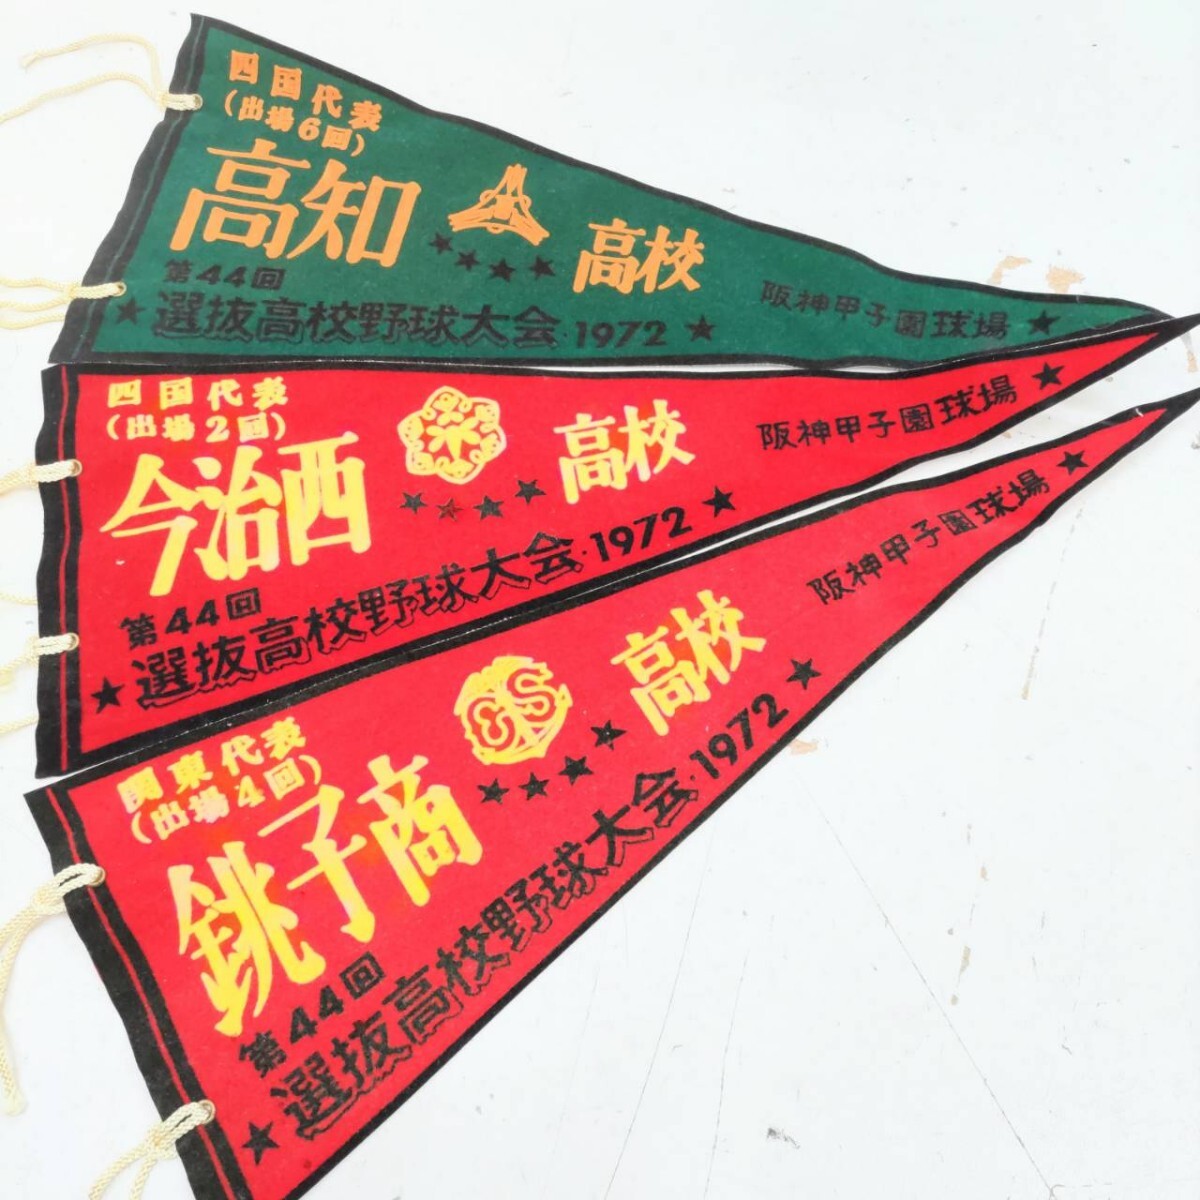 四国代表
(出場6回)
高知 高校
第44回
選抜高校野球大会·1972
阪神甲子園球場
四国代表
(出場2回)
今治西 高校
第44回
選抜高校野球大会·1972
阪神甲子園球場
関東代表
(出場4回)
銚子商 CS 高校
第44回
選抜高校野球大会·1972
阪神甲子園球場